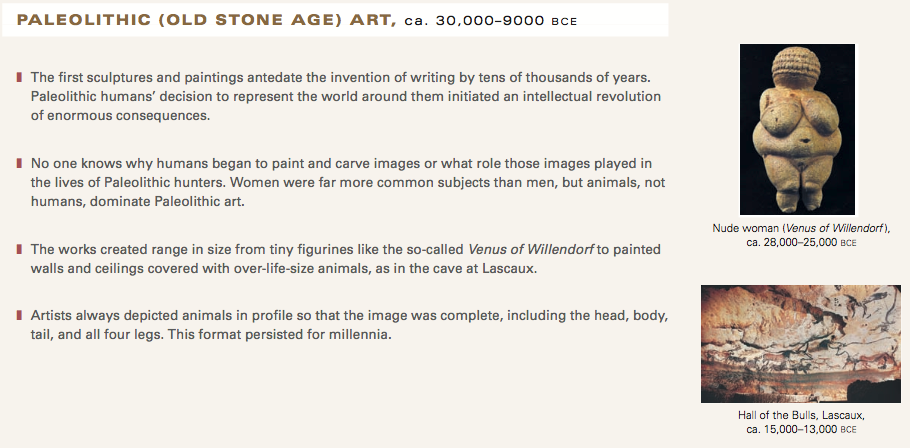 PALEOLITHIC (OLD STONE AGE) ART, ca. 30,000–9000 BCE
The first sculptures and paintings antedate the invention of writing by tens of thousands of years.
Paleolithic humans’ decision to represent the world around them initiated an intellectual revolution
of enormous consequences.
No one knows why humans began to paint and carve images or what role those images played in
the lives of Paleolithic hunters. Women were far more common subjects than men, but animals, not
humans, dominate Paleolithic art.
The works created range in size from tiny figurines like the so-called Venus of Willendorf to painted
walls and ceilings covered with over-life-size animals, as in the cave at Lascaux.
Artists always depicted animals in profile so that the image was complete, including the head, body,
tail, and all four legs. This format persisted for millennia.
Nude woman (Venus of Willendorf),
ca. 28,000–25,000 BCE
Hall of the Bulls, Lascaux,
ca. 15,000–13,000 BCE